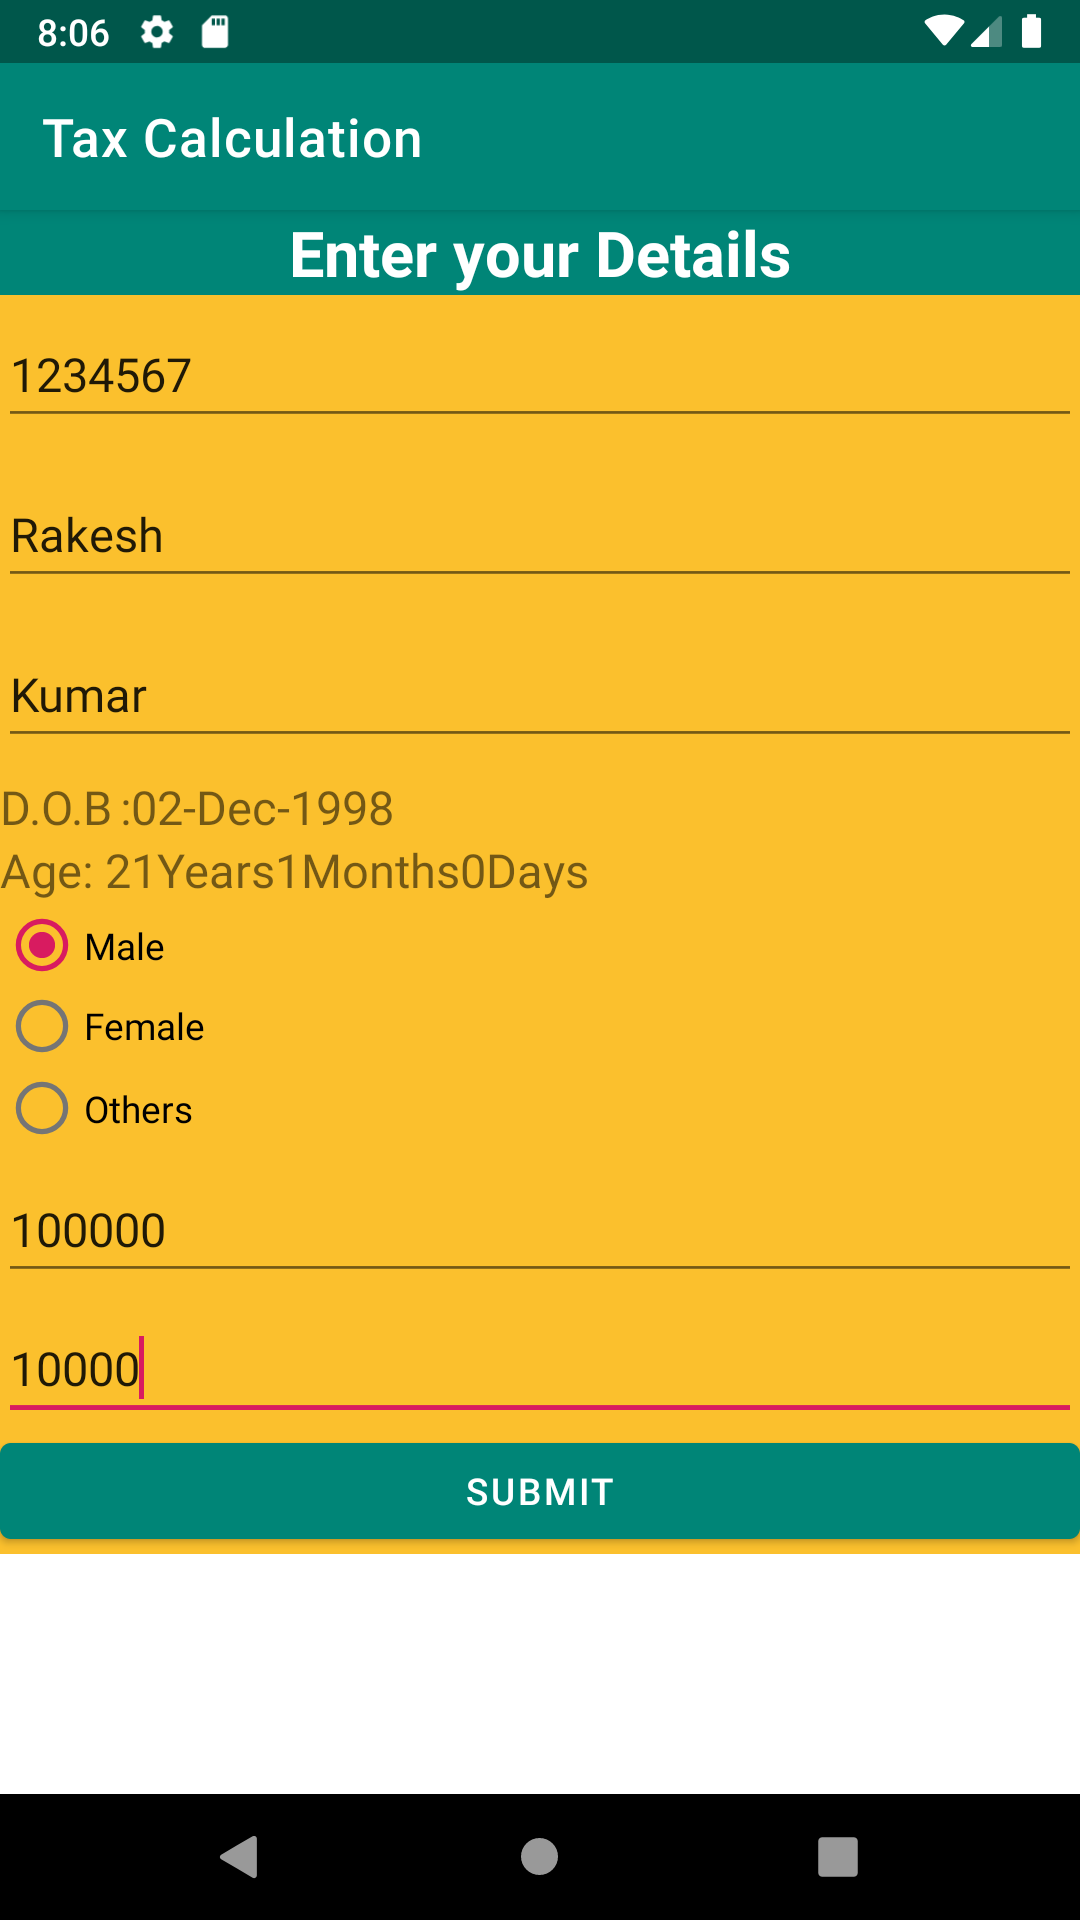 8:06
Tax Calculation
Enter your Details
1234567
Rakesh
Kumar
D.O.B :02-Dec-1998
Age: 21Years1Months0Days
Male
Female
Others
100000
10000
SUBMIT